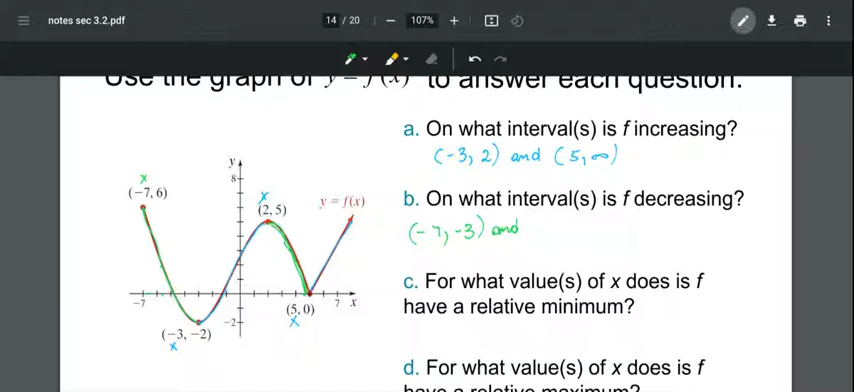 notes sec 3.2.pdf
14 / 20
107%
Use the graph of y = f(x) to answer each question.
a. On what interval(s) is f increasing?
(-3, 2) and (5, ∞)
b. On what interval(s) is f decreasing?
(-7, -3) and
c. For what value(s) of x does is f
have a relative minimum?
d. For what value(s) of x does is f
have a relative maximum?
y
8
x
(−7, 6)
x
(2, 5)
y = f(x)
−7
(5, 0)
7
x
x
−2
(−3, −2)
x